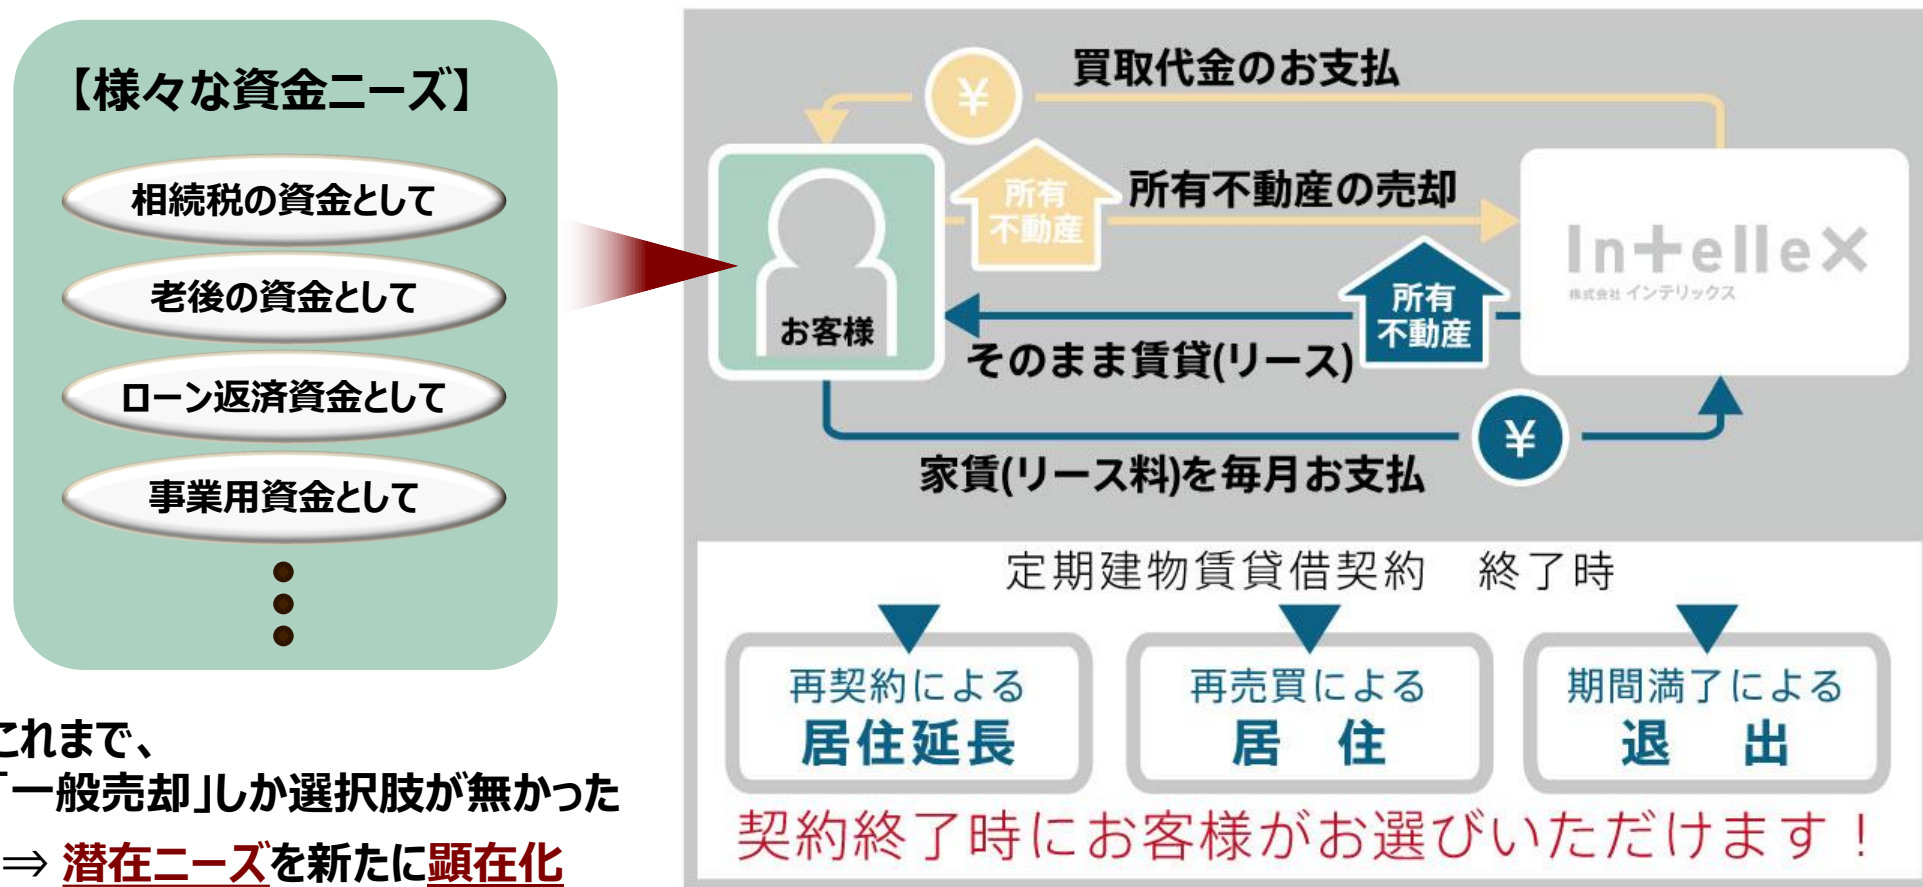 【様々な資金ニーズ】
相続税の資金として
老後の資金として
ローン返済資金として
事業用資金として
これまで、
「一般売却」しか選択肢が無かった
⇒ 潜在ニーズを新たに顕在化
買取代金のお支払
¥
所有
不動産
所有不動産の売却
お客様
IntelleX
株式会社 インテリックス
所有
不動産
そのまま賃貸(リース)
¥
家賃(リース料)を毎月お支払
定期建物賃貸借契約　終了時
再契約による
居住延長
再売買による
居　住
期間満了による
退　出
契約終了時にお客様がお選びいただけます！